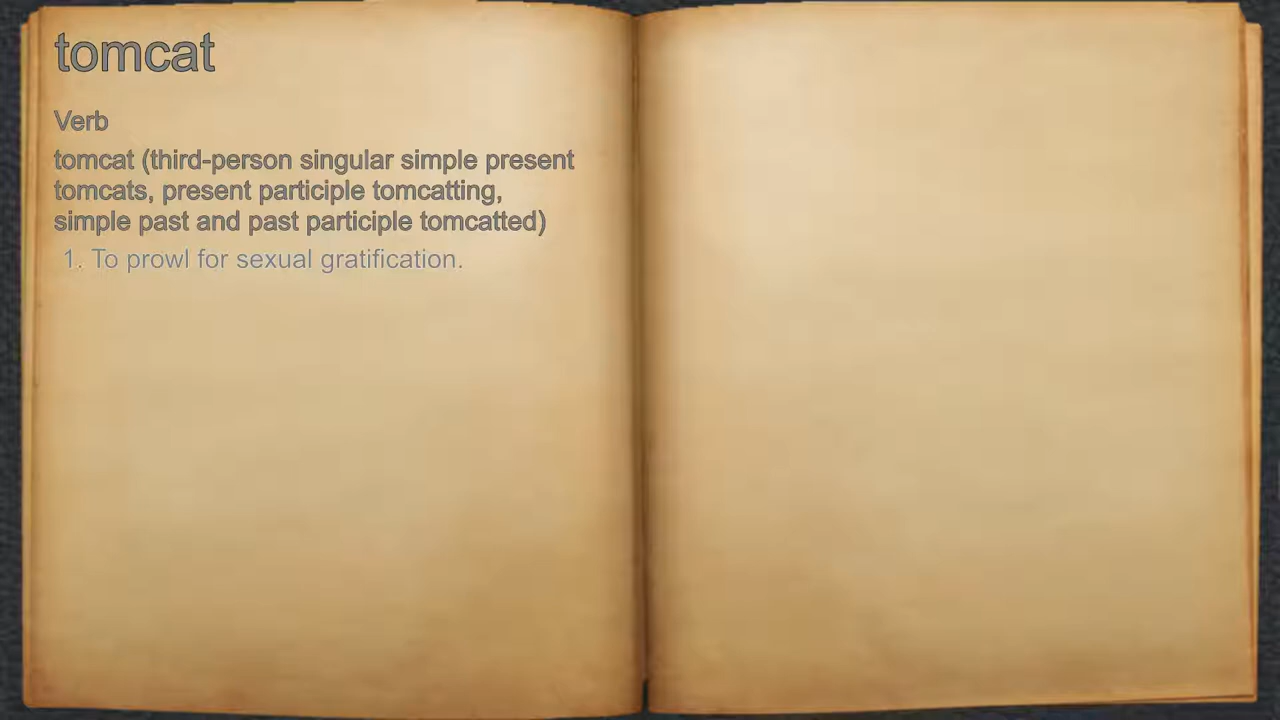 tomcat
Verb
tomcat (third-person singular simple present
tomcats, present participle tomcatting,
simple past and past participle tomcatted)
1. To prowl for sexual gratification.